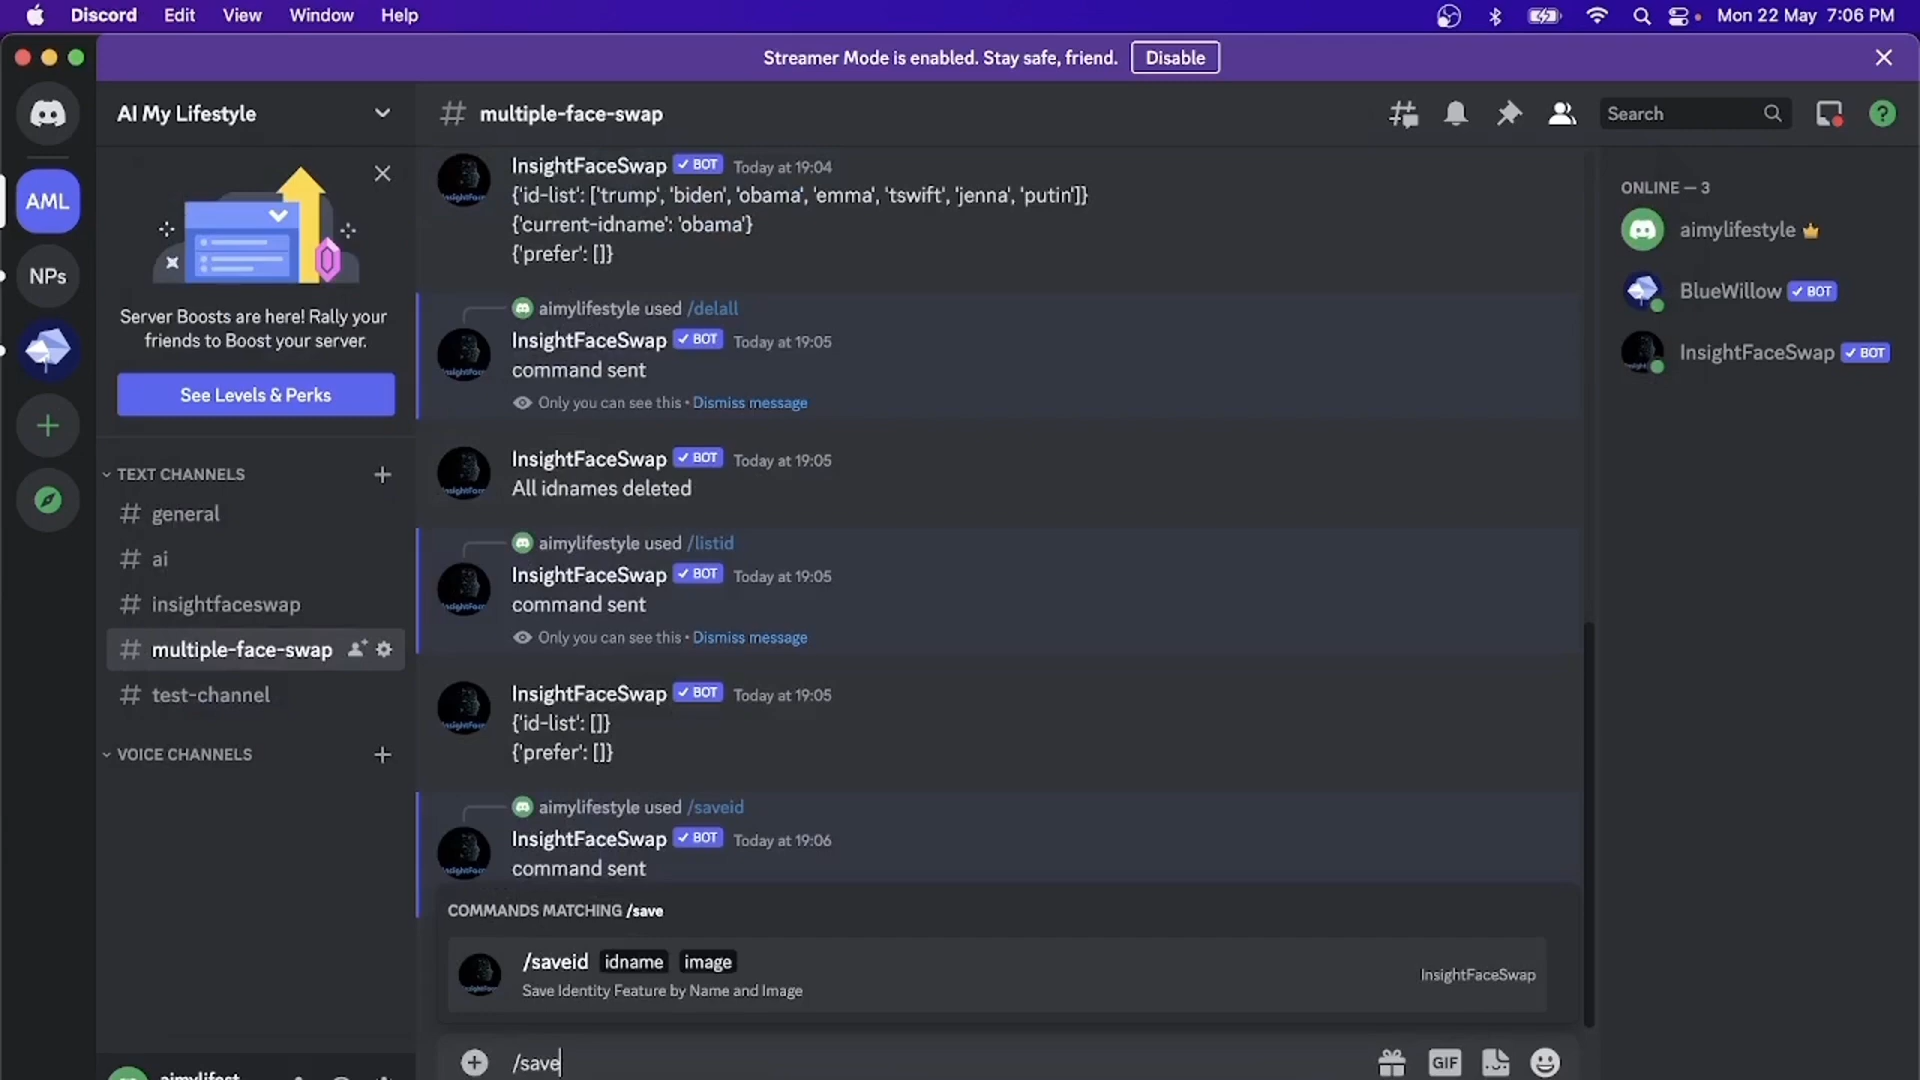 Discord Edit View Window Help Mon 22 May 7:06 PM
Streamer Mode is enabled. Stay safe, friend. Disable
AML
NPs
AI My Lifestyle
Server Boosts are here! Rally your
friends to Boost your server.
See Levels & Perks
TEXT CHANNELS
# general
# ai
# insightfaceswap
# multiple-face-swap
# test-channel
VOICE CHANNELS
# multiple-face-swap
Search
InsightFaceSwap ✓ BOT Today at 19:04
{'id-list': ['trump', 'biden', 'obama', 'emma', 'tswift', 'jenna', 'putin']}
{'current-idname': 'obama'}
{'prefer': []}
aimylifestyle used /delall
InsightFaceSwap ✓ BOT Today at 19:05
command sent
Only you can see this • Dismiss message
InsightFaceSwap ✓ BOT Today at 19:05
All idnames deleted
aimylifestyle used /listid
InsightFaceSwap ✓ BOT Today at 19:05
command sent
Only you can see this • Dismiss message
InsightFaceSwap ✓ BOT Today at 19:05
{'id-list': []}
{'prefer': []}
aimylifestyle used /saveid
InsightFaceSwap ✓ BOT Today at 19:06
command sent
COMMANDS MATCHING /save
/saveid idname image
Save Identity Feature by Name and Image
InsightFaceSwap
/save
GIF
ONLINE — 3
aimylifestyle
BlueWillow ✓ BOT
InsightFaceSwap ✓ BOT